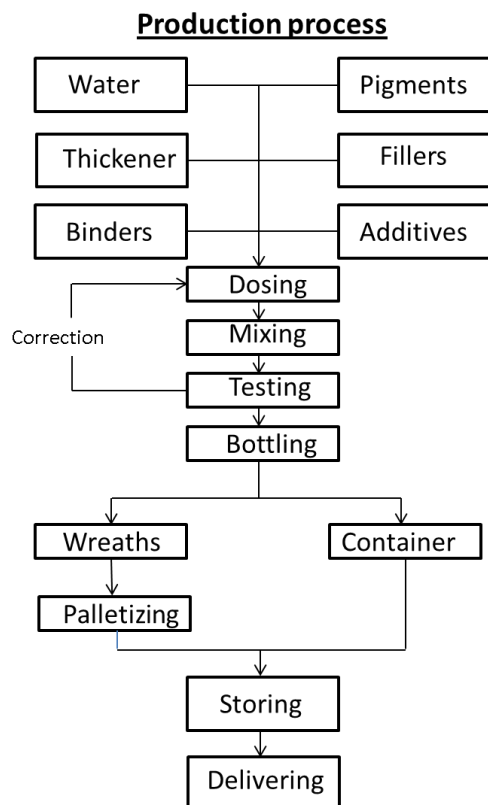 Production process
Water
Pigments
Thickener
Fillers
Binders
Additives
Dosing
Mixing
Correction
Testing
Bottling
Wreaths
Container
Palletizing
Storing
Delivering